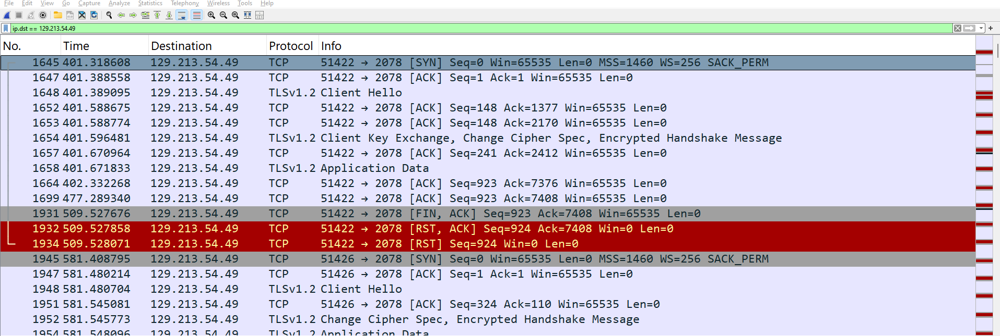 File Edit View Go Capture Analyze Statistics Telephony Wireless Tools Help
ip.dst == 129.213.54.49
No. Time Destination Protocol Info
1645 401.318608 129.213.54.49 TCP 51422 → 2078 [SYN] Seq=0 Win=65535 Len=0 MSS=1460 WS=256 SACK_PERM
1647 401.388558 129.213.54.49 TCP 51422 → 2078 [ACK] Seq=1 Ack=1 Win=65535 Len=0
1648 401.389095 129.213.54.49 TLSv1.2 Client Hello
1652 401.588675 129.213.54.49 TCP 51422 → 2078 [ACK] Seq=148 Ack=1377 Win=65535 Len=0
1653 401.588774 129.213.54.49 TCP 51422 → 2078 [ACK] Seq=148 Ack=2170 Win=65535 Len=0
1654 401.596481 129.213.54.49 TLSv1.2 Client Key Exchange, Change Cipher Spec, Encrypted Handshake Message
1657 401.670964 129.213.54.49 TCP 51422 → 2078 [ACK] Seq=241 Ack=2412 Win=65535 Len=0
1658 401.671833 129.213.54.49 TLSv1.2 Application Data
1664 402.332268 129.213.54.49 TCP 51422 → 2078 [ACK] Seq=923 Ack=7376 Win=65535 Len=0
1699 477.289340 129.213.54.49 TCP 51422 → 2078 [ACK] Seq=923 Ack=7408 Win=65535 Len=0
1931 509.527676 129.213.54.49 TCP 51422 → 2078 [FIN, ACK] Seq=923 Ack=7408 Win=65535 Len=0
1932 509.527858 129.213.54.49 TCP 51422 → 2078 [RST, ACK] Seq=924 Ack=7408 Win=0 Len=0
1934 509.528071 129.213.54.49 TCP 51422 → 2078 [RST] Seq=924 Win=0 Len=0
1945 581.408795 129.213.54.49 TCP 51426 → 2078 [SYN] Seq=0 Win=65535 Len=0 MSS=1460 WS=256 SACK_PERM
1947 581.480214 129.213.54.49 TCP 51426 → 2078 [ACK] Seq=1 Ack=1 Win=65535 Len=0
1948 581.480704 129.213.54.49 TLSv1.2 Client Hello
1951 581.545081 129.213.54.49 TCP 51426 → 2078 [ACK] Seq=324 Ack=110 Win=65535 Len=0
1952 581.545773 129.213.54.49 TLSv1.2 Change Cipher Spec, Encrypted Handshake Message
1954 581.548096 129.213.54.49 TLSv1.2 Application Data